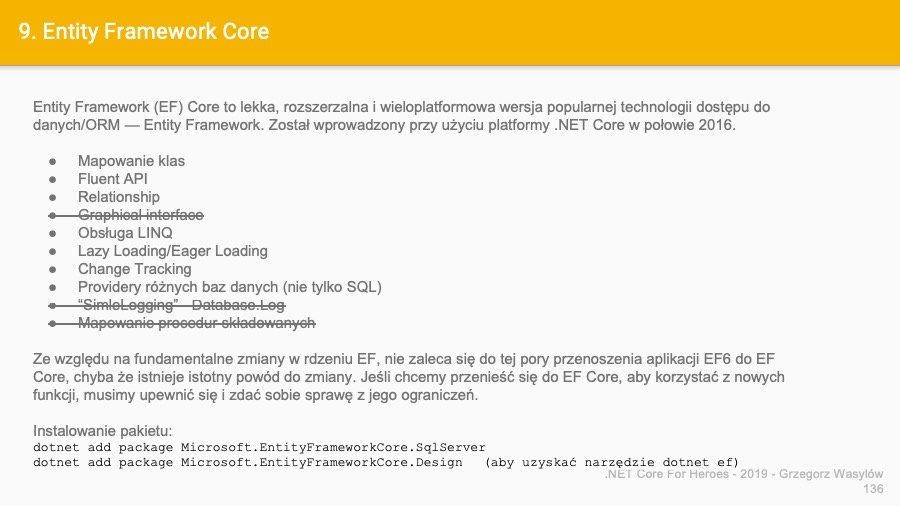 9. Entity Framework Core
Entity Framework (EF) Core to lekka, rozszerzalna i wieloplatformowa wersja popularnej technologii dostępu do
danych/ORM — Entity Framework. Został wprowadzony przy użyciu platformy .NET Core w połowie 2016.
● Mapowanie klas
● Fluent API
● Relationship
● Graphical interface
● Obsługa LINQ
● Lazy Loading/Eager Loading
● Change Tracking
● Providery różnych baz danych (nie tylko SQL)
● “SimleLogging” - Database.Log
● Mapowanie procedur składowanych
Ze względu na fundamentalne zmiany w rdzeniu EF, nie zaleca się do tej pory przenoszenia aplikacji EF6 do EF
Core, chyba że istnieje istotny powód do zmiany. Jeśli chcemy przenieść się do EF Core, aby korzystać z nowych
funkcji, musimy upewnić się i zdać sobie sprawę z jego ograniczeń.
Instalowanie pakietu:
dotnet add package Microsoft.EntityFrameworkCore.SqlServer
dotnet add package Microsoft.EntityFrameworkCore.Design (aby uzyskać narzędzie dotnet ef)
.NET Core For Heroes - 2019 - Grzegorz Wasylów
136